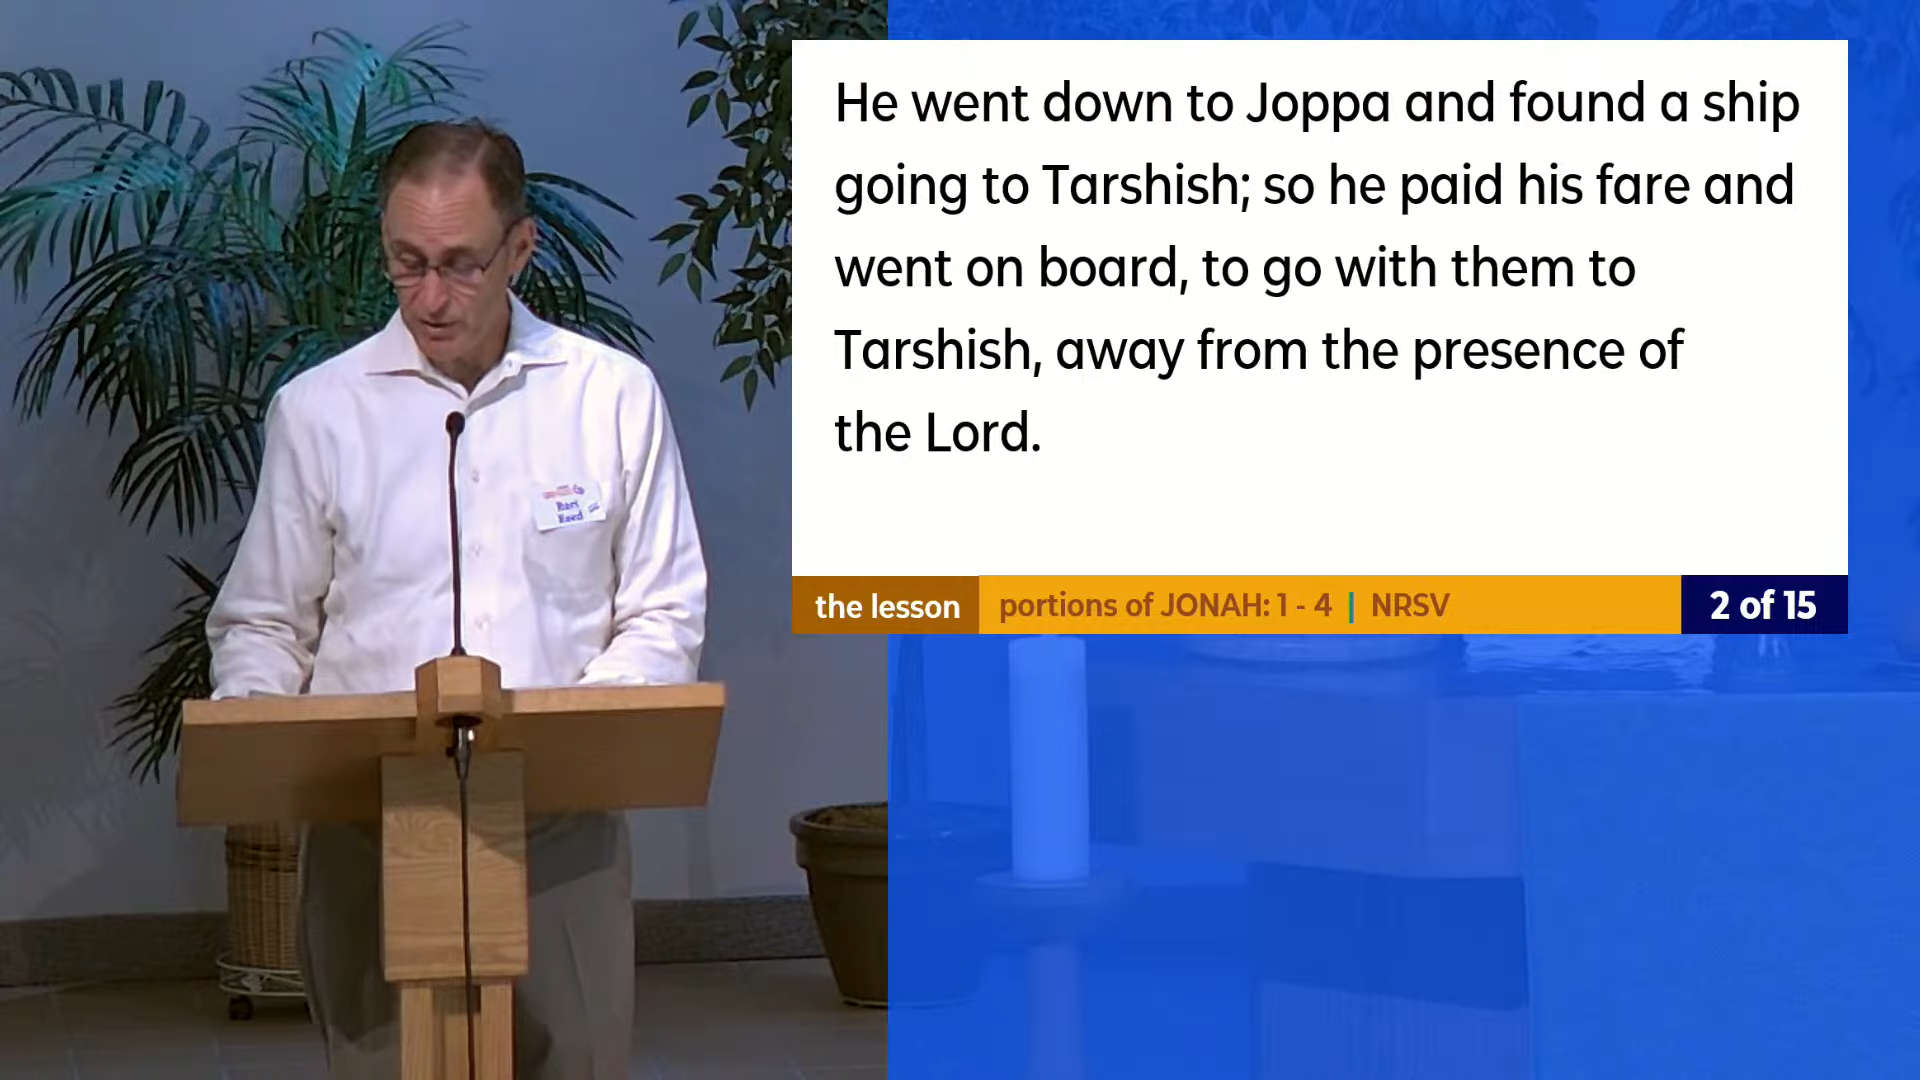 He went down to Joppa and found a ship
going to Tarshish; so he paid his fare and
went on board, to go with them to
Tarshish, away from the presence of
the Lord.
the lesson portions of JONAH: 1 - 4 | NRSV 2 of 15